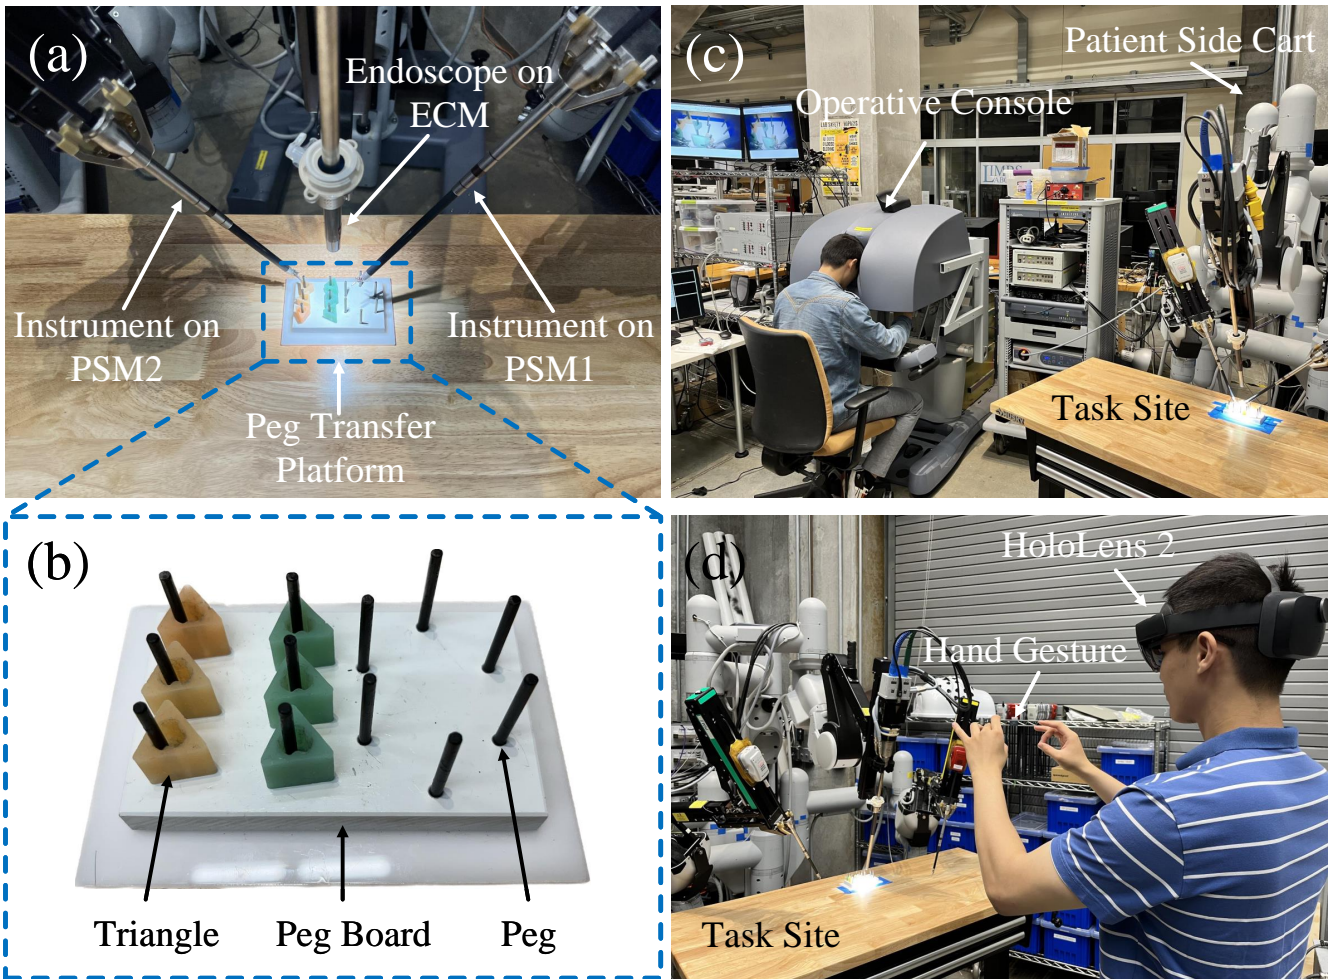 (a)
Endoscope on
ECM
Instrument on
PSM2
Instrument on
PSM1
Peg Transfer
Platform
(b)
Triangle
Peg Board
Peg
(c)
Patient Side Cart
Operative Console
LIMBS
Task Site
(d)
HoloLens 2
Hand Gesture
Task Site